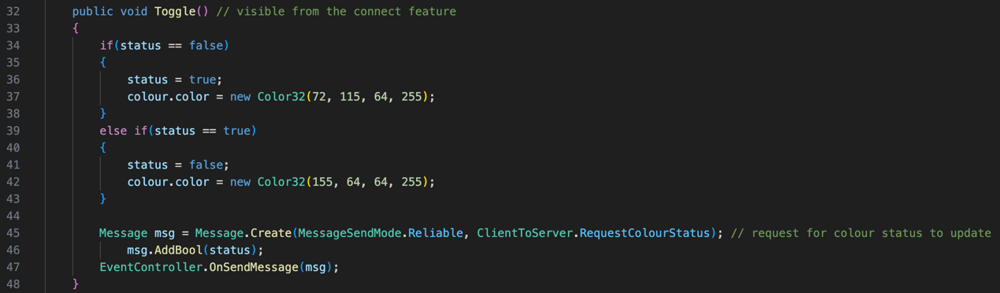 32 public void Toggle() // visible from the connect feature
33 {
34 if(status == false)
35 {
36 status = true;
37 colour.color = new Color32(72, 115, 64, 255);
38 }
39 else if(status == true)
40 {
41 status = false;
42 colour.color = new Color32(155, 64, 64, 255);
43 }
44
45 Message msg = Message.Create(MessageSendMode.Reliable, ClientToServer.RequestColourStatus); // request for colour status to update
46 msg.AddBool(status);
47 EventController.OnSendMessage(msg);
48 }